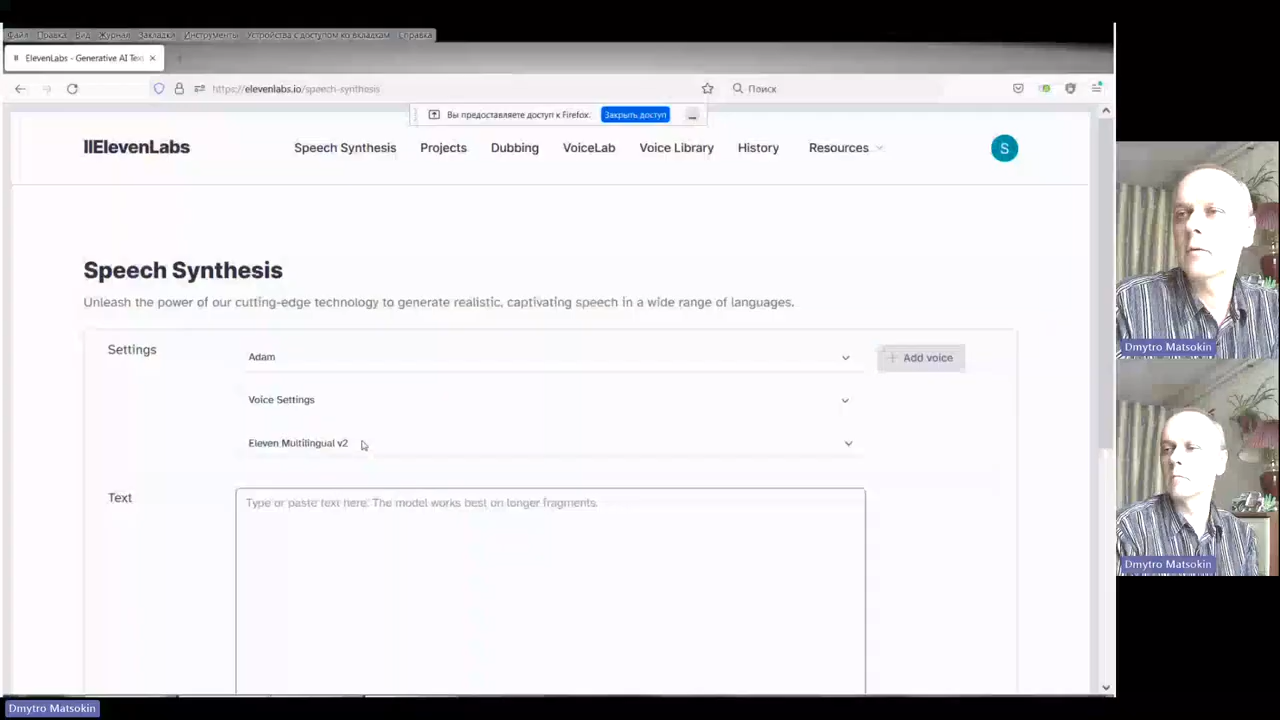 Файл Правка Вид Журнал Закладки Инструменты Устройства с доступом ко вкладкам Справка
ElevenLabs - Generative AI Tex
https://elevenlabs.io/speech-synthesis
Поиск
Вы предоставляете доступ к Firefox. Закрыть доступ
IIElevenLabs Speech Synthesis Projects Dubbing VoiceLab Voice Library History Resources S
Speech Synthesis
Unleash the power of our cutting-edge technology to generate realistic, captivating speech in a wide range of languages.
Settings Adam + Add voice
Voice Settings
Eleven Multilingual v2
Text
Type or paste text here. The model works best on longer fragments.
Dmytro Matsokin
Dmytro Matsokin
Dmytro Matsokin